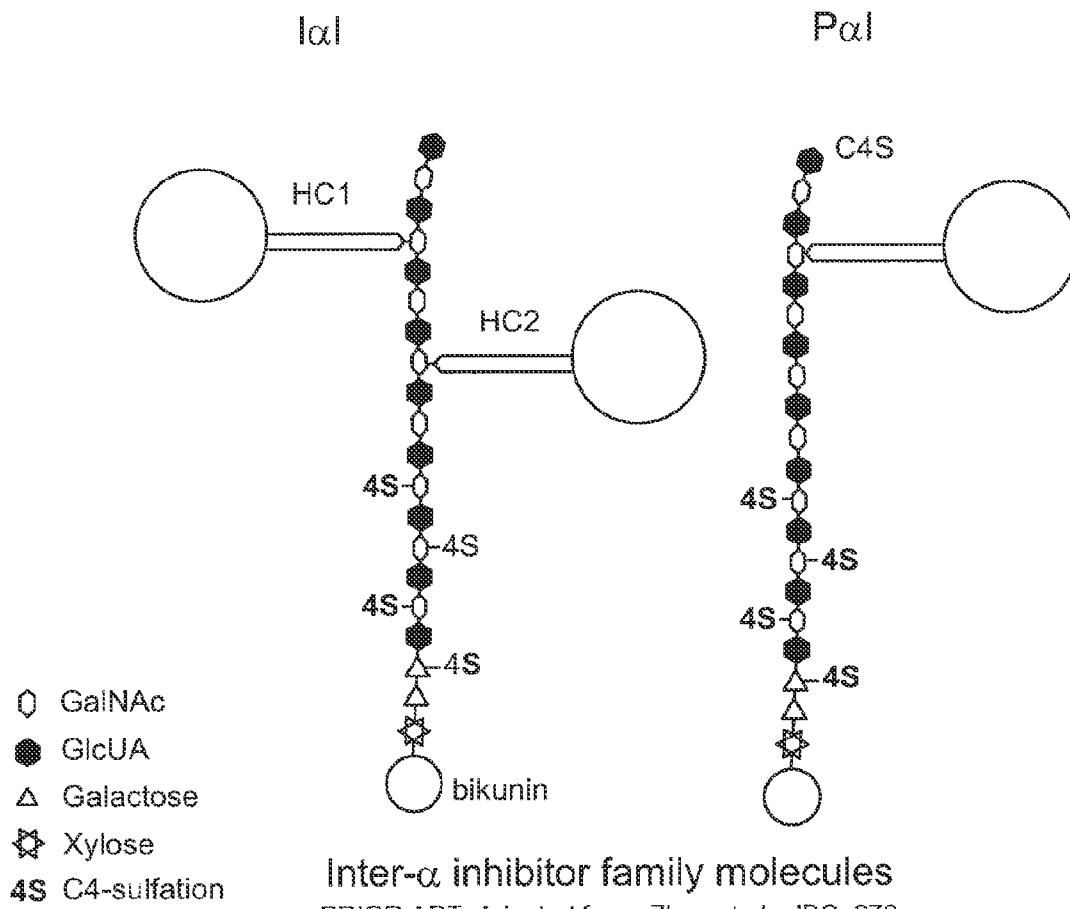 IαI
PαI
C4S
HC1
HC2
4S
4S
4S
4S
4S
4S
4S
4S
GalNAc
GlcUA
Galactose
Xylose
4S C4-sulfation
bikunin
Inter-α inhibitor family molecules